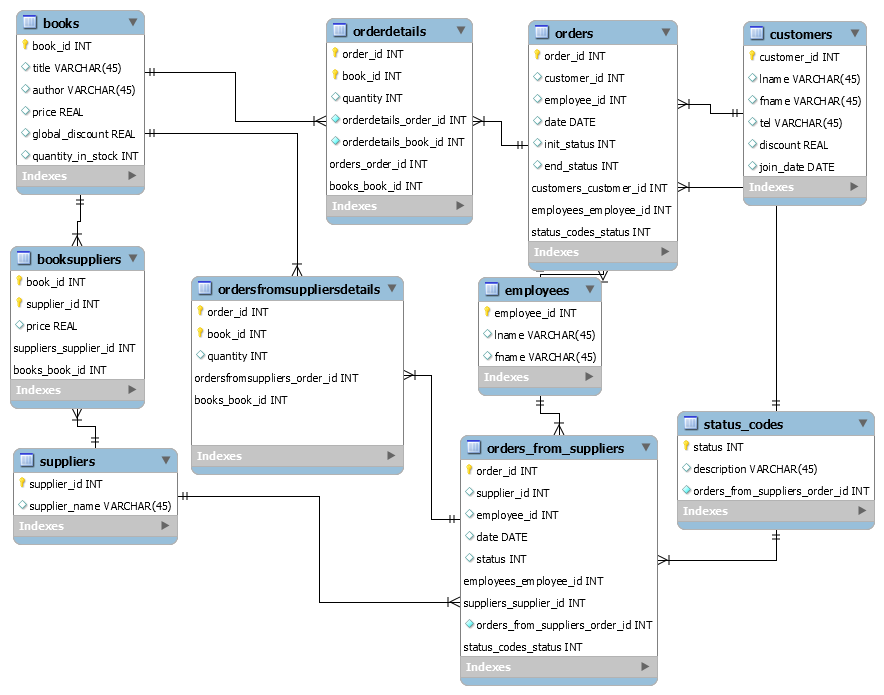 books
book_id INT
title VARCHAR(45)
author VARCHAR(45)
price REAL
global_discount REAL
quantity_in_stock INT
Indexes
orderdetails
order_id INT
book_id INT
quantity INT
orderdetails_order_id INT
orderdetails_book_id INT
orders_order_id INT
books_book_id INT
Indexes
orders
order_id INT
customer_id INT
employee_id INT
date DATE
init_status INT
end_status INT
customers_customer_id INT
employees_employee_id INT
status_codes_status INT
Indexes
customers
customer_id INT
lname VARCHAR(45)
fname VARCHAR(45)
tel VARCHAR(45)
discount REAL
join_date DATE
Indexes
booksuppliers
book_id INT
supplier_id INT
price REAL
suppliers_supplier_id INT
books_book_id INT
Indexes
ordersfromsuppliersdetails
order_id INT
book_id INT
quantity INT
ordersfromsuppliers_order_id INT
books_book_id INT
Indexes
employees
employee_id INT
lname VARCHAR(45)
fname VARCHAR(45)
Indexes
suppliers
supplier_id INT
supplier_name VARCHAR(45)
Indexes
orders_from_suppliers
order_id INT
supplier_id INT
employee_id INT
date DATE
status INT
employees_employee_id INT
suppliers_supplier_id INT
orders_from_suppliers_order_id INT
status_codes_status INT
Indexes
status_codes
status INT
description VARCHAR(45)
orders_from_suppliers_order_id INT
Indexes